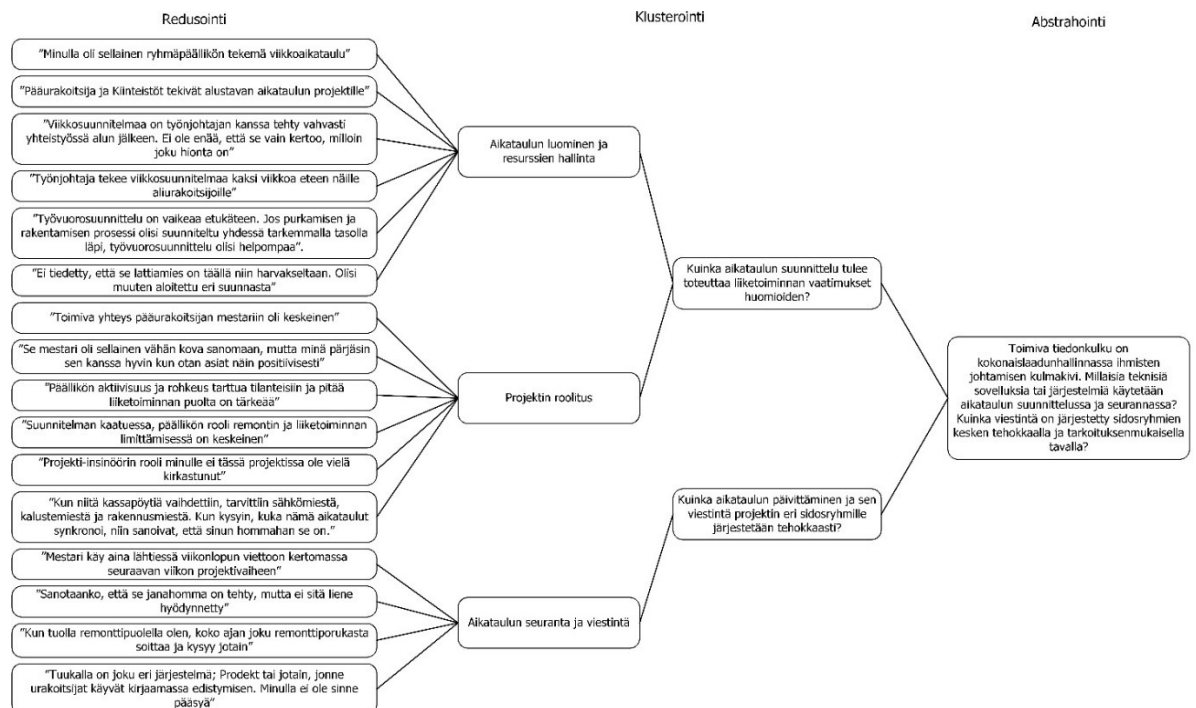 Redusointi
Klusterointi
Abstrahointi
”Minulla oli sellainen ryhmäpäällikön tekemä viikkoaikataulu”
”Pääurakoitsija ja Kiinteistöt tekivät alustavan aikataulun projektille”
”Viikkosuunnitelmaa on työnjohtajan kanssa tehty vahvasti
yhteistyössä alun jälkeen. Ei ole enää, että se vain kertoo, milloin
joku hionta on”
”Työnjohtaja tekee viikkosuunnitelmaa kaksi viikkoa eteen näille
aliurakoitsijoille”
”Työvuorosuunnittelu on vaikeaa etukäteen. Jos purkamisen ja
rakentamisen prosessi olisi suunniteltu yhdessä tarkemmalla tasolla
läpi, työvuorosuunnittelu olisi helpompaa”.
”Ei tiedetty, että se lattiamies on täällä niin harvakseltaan. Olisi
muuten aloitettu eri suunnasta”
”Toimiva yhteys pääurakoitsijan mestariin oli keskeinen”
”Se mestari oli sellainen vähän kova sanomaan, mutta minä pärjäsin
sen kanssa hyvin kun otan asiat näin positiivisesti”
”Päällikön aktiivisuus ja rohkeus tarttua tilanteisiin ja pitää
liiketoiminnan puolta on tärkeää”
”Suunnitelman kaatuessa, päällikön rooli remontin ja liiketoiminnan
limittämisessä on keskeinen”
”Projekti-insinöörin rooli minulle ei tässä projektissa ole vielä
kirkastunut”
”Kun niitä kassapöytiä vaihdettiin, tarvittiin sähkömiestä,
kalustemiestä ja rakennusmiestä. Kun kysyin, kuka nämä aikataulut
synkronoi, niin sanoivat, että sinun hommahan se on.”
”Mestari käy aina lähtiessä viikonlopun viettoon kertomassa
seuraavan viikon projektivaiheen”
”Sanotaanko, että se janahomma on tehty, mutta ei sitä liene
hyödynnetty”
”Kun tuolla remonttipuolella olen, koko ajan joku remonttiporukasta
soittaa ja kysyy jotain”
”Tuukalla on joku eri järjestelmä; Prodekt tai jotain, jonne
urakoitsijat käyvät kirjaamassa edistymisen. Minulla ei ole sinne
pääsyä”
Aikataulun luominen ja
resurssien hallinta
Projektin roolitus
Aikataulun seuranta ja viestintä
Kuinka aikataulun suunnittelu tulee
toteuttaa liiketoiminnan vaatimukset
huomioiden?
Kuinka aikataulun päivittäminen ja sen
viestintä projektin eri sidosryhmille
järjestetään tehokkaasti?
Toimiva tiedonkulku on
kokonaislaadunhallinnassa ihmisten
johtamisen kulmakivi. Millaisia teknisiä
sovelluksia tai järjestelmiä käytetään
aikataulun suunnittelussa ja seurannassa?
Kuinka viestintä on järjestetty sidosryhmien
kesken tehokkaalla ja tarkoituksenmukaisella
tavalla?